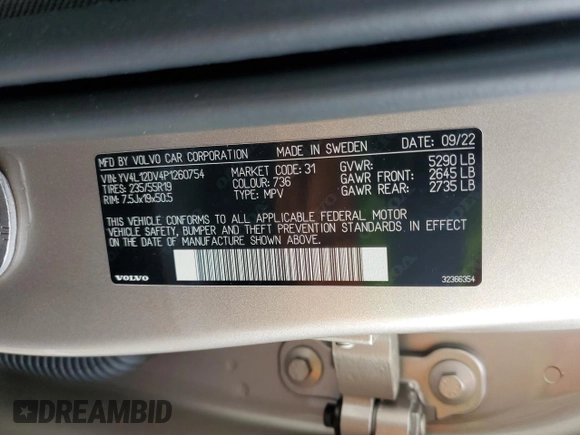 MFD BY VOLVO CAR CORPORATION MADE IN SWEDEN DATE: 09/22
VIN: YV4L12DV4P1260754 MARKET CODE: 31 GVWR: 5290 LB
TIRES: 235/55R19 COLOUR: 736 GAWR FRONT: 2645 LB
RIM: 7.5Jx19x50.5 TYPE: MPV GAWR REAR: 2735 LB
THIS VEHICLE CONFORMS TO ALL APPLICABLE FEDERAL MOTOR
VEHICLE SAFETY, BUMPER AND THEFT PREVENTION STANDARDS IN EFFECT
ON THE DATE OF MANUFACTURE SHOWN ABOVE.
VOLVO 32366354
DREAMBID